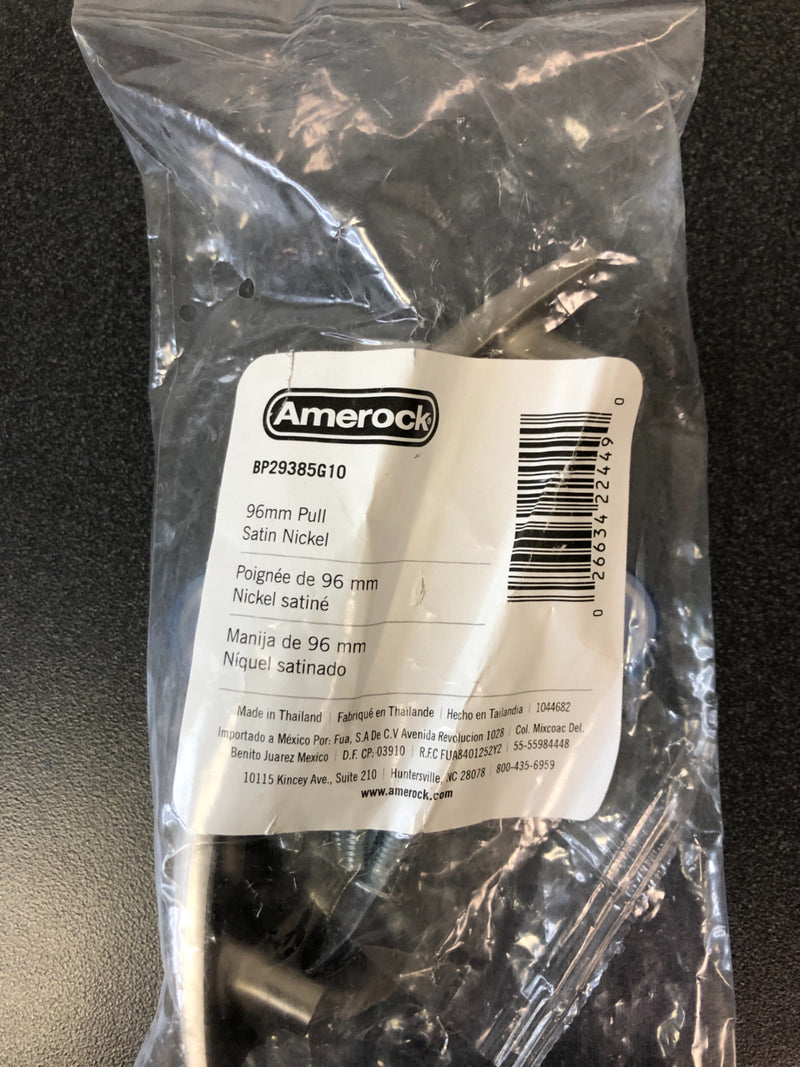 Amerock®
BP29385G10
96mm Pull
Satin Nickel
Poignée de 96 mm
Nickel satiné
Manija de 96 mm
Níquel satinado
Made in Thailand | Fabriqué en Thaïlande | Hecho en Tailandia | 1044682
Importado a México Por: Fua, S.A De C.V Avenida Revolucion 1028 | Col. Mixcoac Del.
Benito Juarez Mexico | D.F. CP: 03910 | R.F.C FUA8401252Y2 | 55-55984448
10115 Kincey Ave., Suite 210 | Huntersville, NC 28078 | 800-435-6959
www.amerock.com
0 26634 22449 0